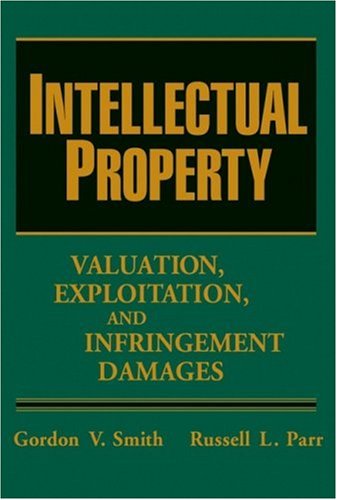 INTELLECTUAL
PROPERTY
VALUATION,
EXPLOITATION,
AND
INFRINGEMENT
DAMAGES
Gordon V. Smith Russell L. Parr